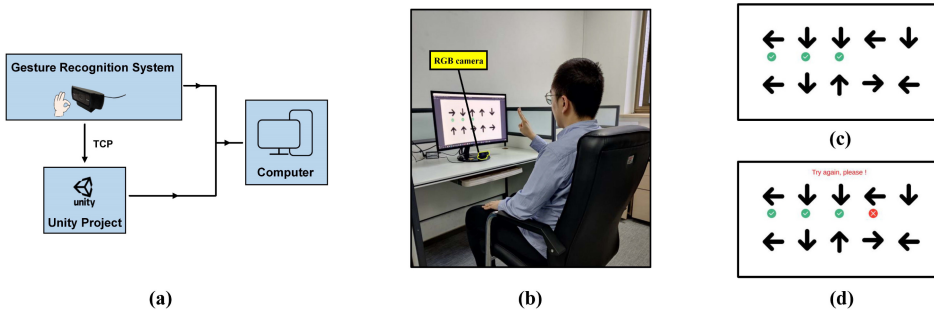 Gesture Recognition System
TCP
unity
Unity Project
Computer
(a)
RGB camera
(b)
(c)
Try again, please !
(d)